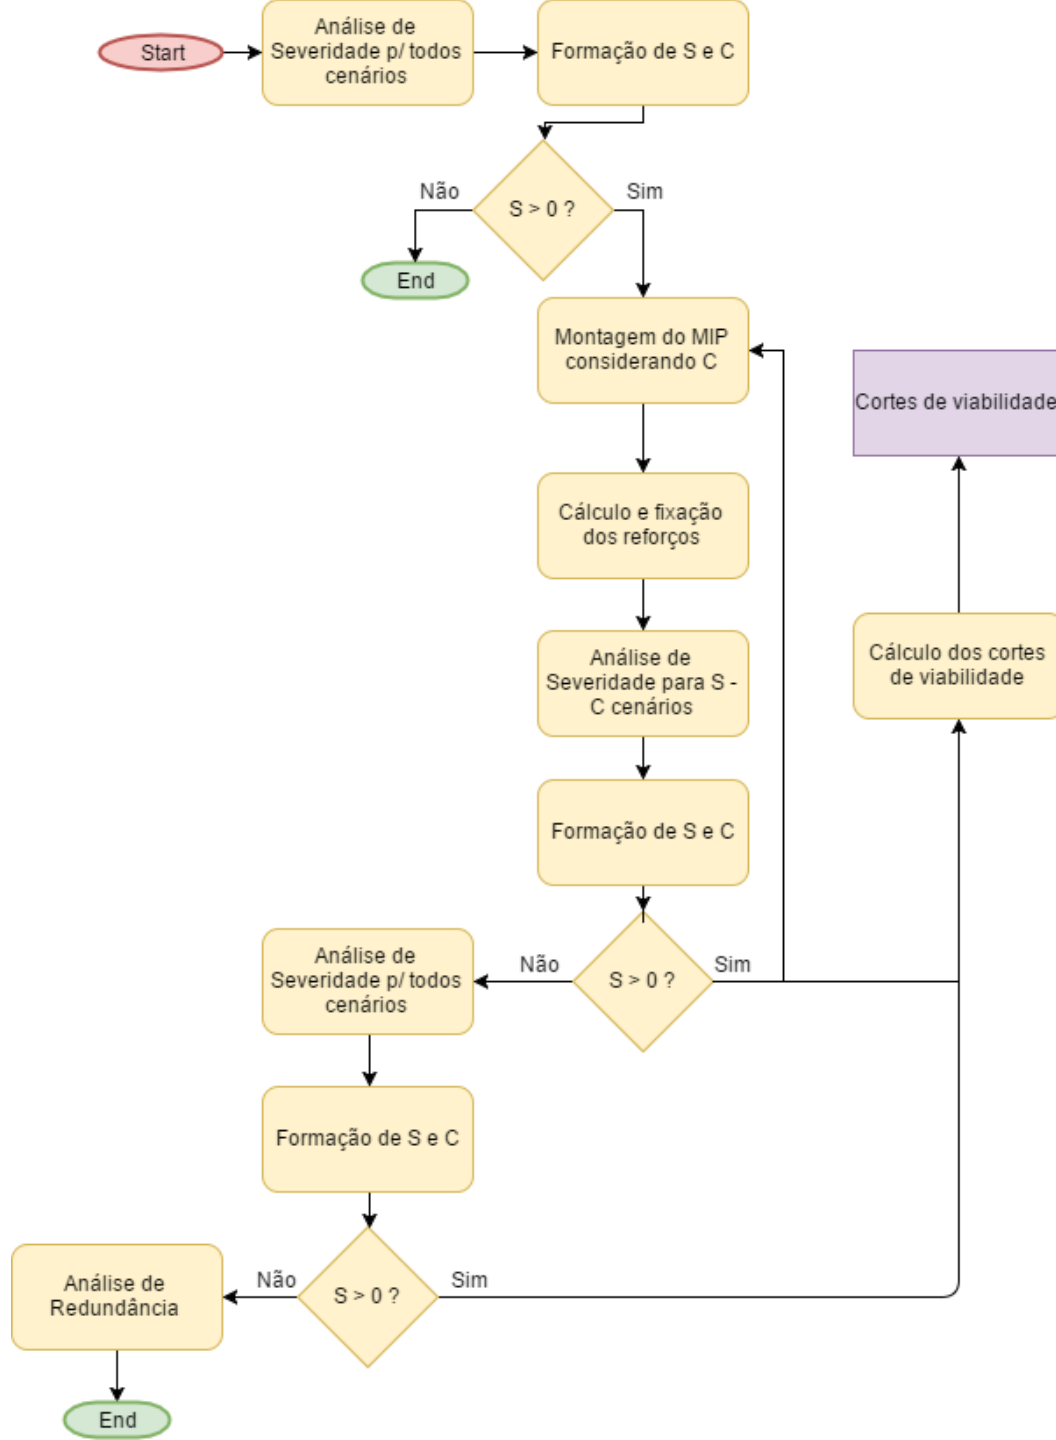 Start
Análise de
Severidade p/ todos
cenários
Formação de S e C
S > 0 ?
Não
Sim
End
Montagem do MIP
considerando C
Cortes de viabilidade
Cálculo e fixação
dos reforços
Análise de
Severidade para S -
C cenários
Cálculo dos cortes
de viabilidade
Formação de S e C
S > 0 ?
Não
Sim
Análise de
Severidade p/ todos
cenários
Formação de S e C
S > 0 ?
Não
Sim
Análise de
Redundância
End